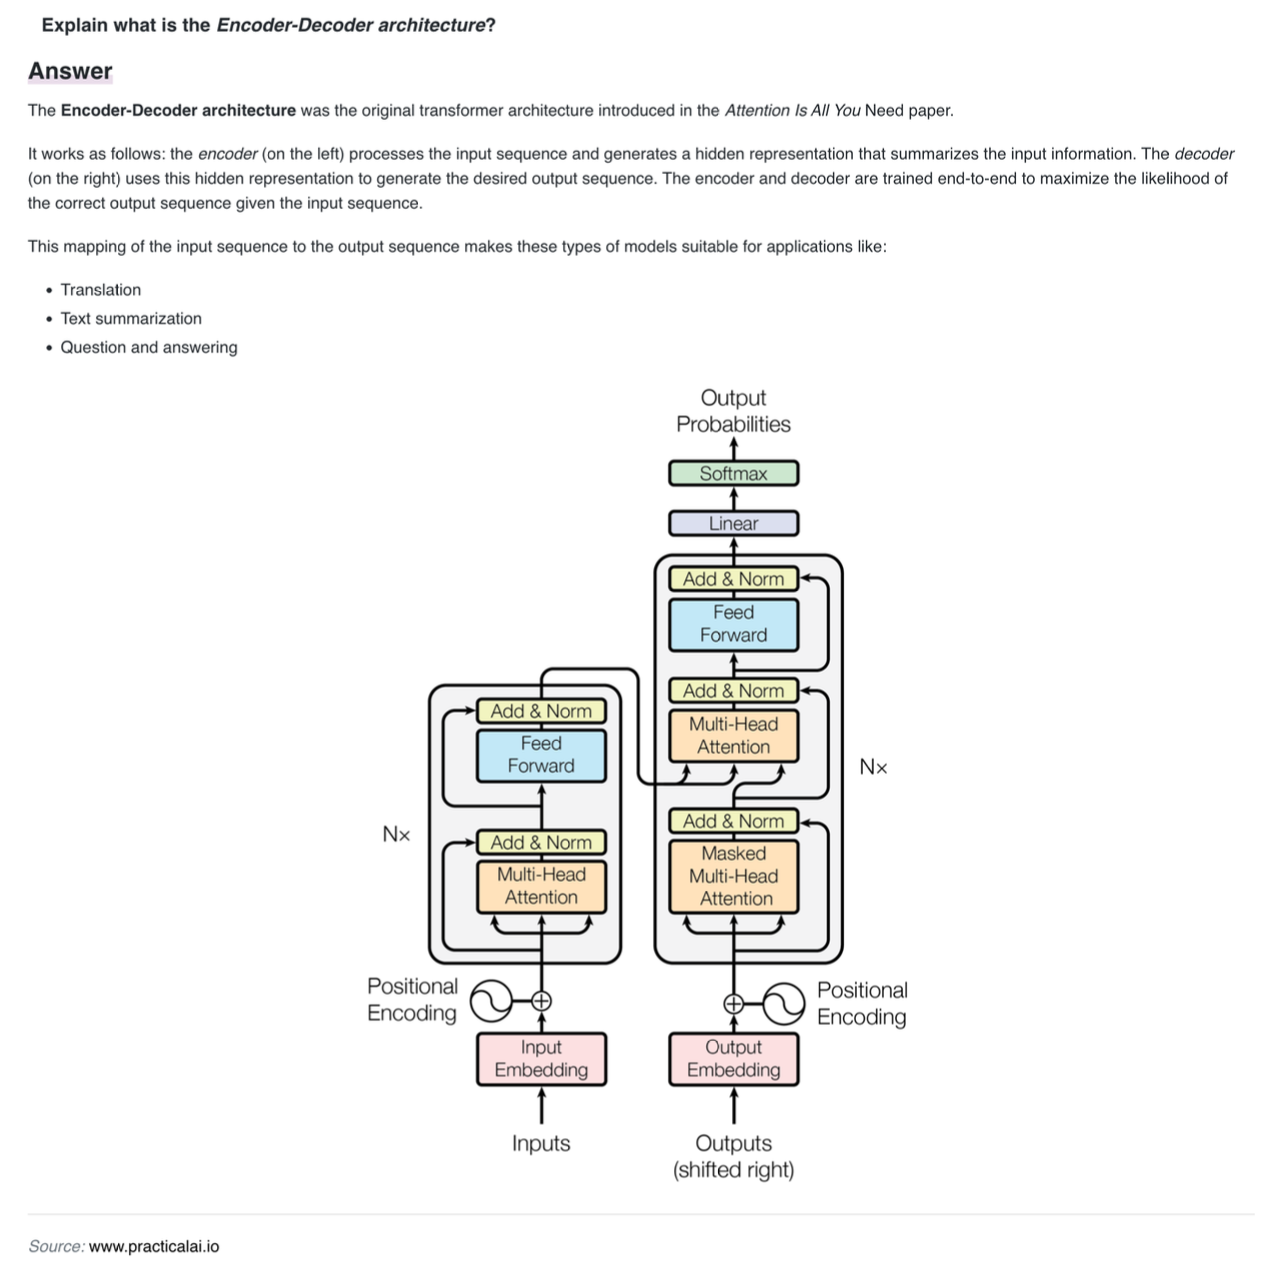 Explain what is the Encoder-Decoder architecture?
Answer
The Encoder-Decoder architecture was the original transformer architecture introduced in the Attention Is All You Need paper.
It works as follows: the encoder (on the left) processes the input sequence and generates a hidden representation that summarizes the input information. The decoder
(on the right) uses this hidden representation to generate the desired output sequence. The encoder and decoder are trained end-to-end to maximize the likelihood of
the correct output sequence given the input sequence.
This mapping of the input sequence to the output sequence makes these types of models suitable for applications like:
• Translation
• Text summarization
• Question and answering
Output
Probabilities
Softmax
Linear
Add & Norm
Feed
Forward
Add & Norm
Multi-Head
Attention
Nx
Add & Norm
Masked
Multi-Head
Attention
Add & Norm
Feed
Forward
Nx
Add & Norm
Multi-Head
Attention
Positional
Encoding
Positional
Encoding
Input
Embedding
Output
Embedding
Inputs
Outputs
(shifted right)
Source: www.practicalai.io